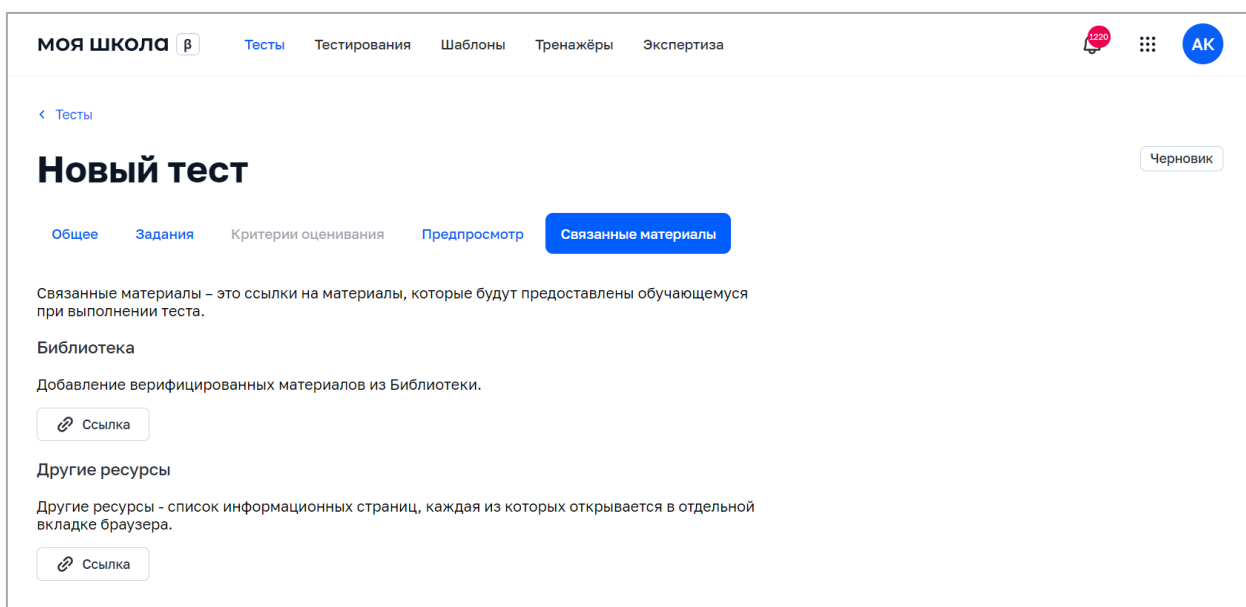 МОЯ ШКОЛА β Тесты Тестирования Шаблоны Тренажёры Экспертиза 1220 АК
Тесты
Новый тест Черновик
Общее Задания Критерии оценивания Предпросмотр Связанные материалы
Связанные материалы – это ссылки на материалы, которые будут предоставлены обучающемуся
при выполнении теста.
Библиотека
Добавление верифицированных материалов из Библиотеки.
Ссылка
Другие ресурсы
Другие ресурсы - список информационных страниц, каждая из которых открывается в отдельной
вкладке браузера.
Ссылка